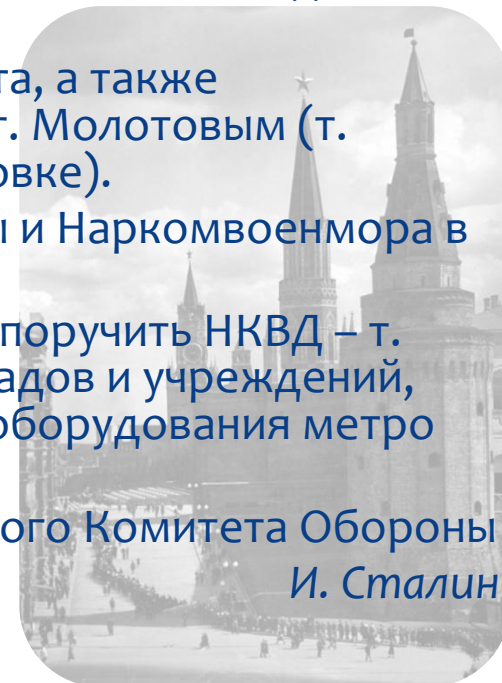 та, а также
т. Молотовым (т.
овке).
и Наркомвоенмора в
поручить НКВД – т.
адов и учреждений,
оборудования метро
ого Комитета Обороны
И. Сталин